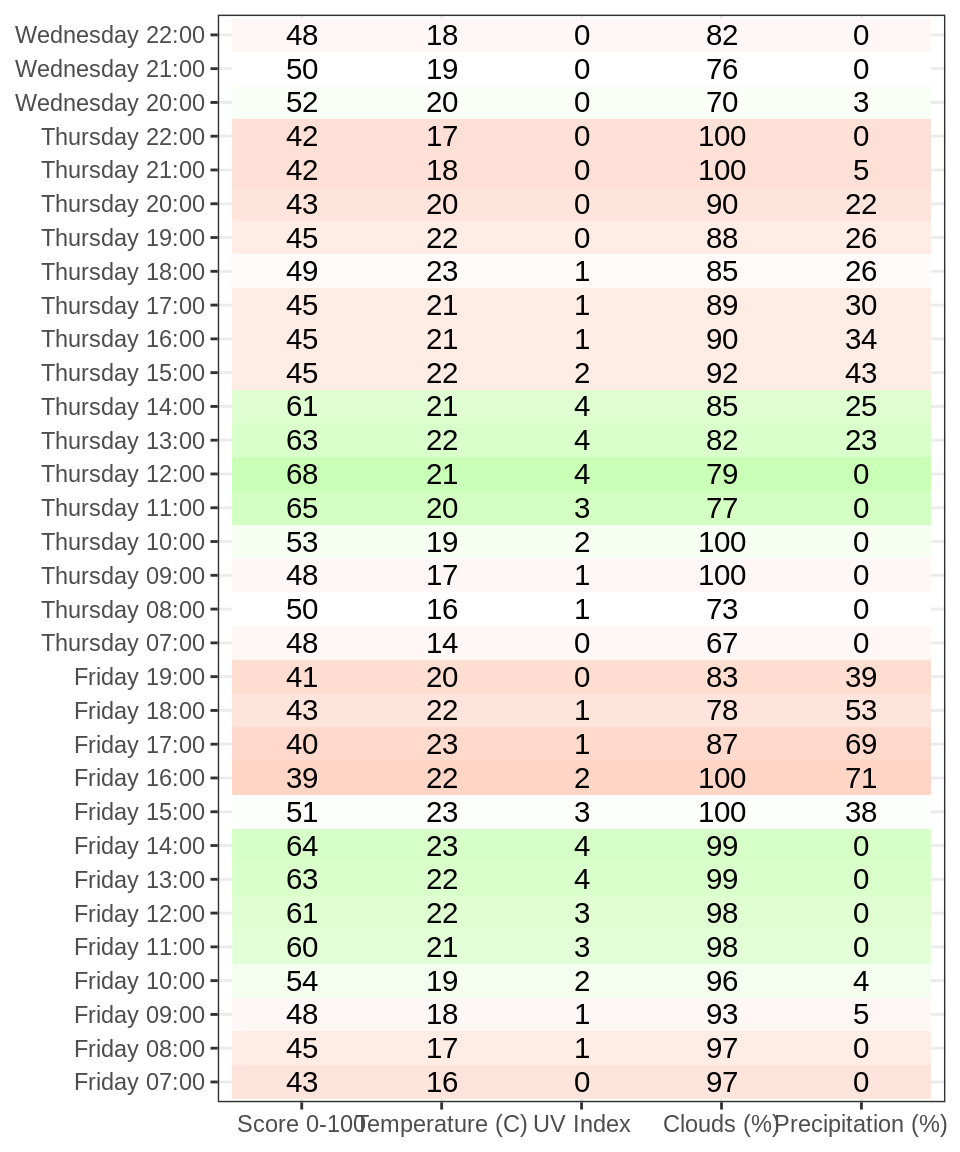 Wednesday 22:00 48 18 0 82 0
Wednesday 21:00 50 19 0 76 0
Wednesday 20:00 52 20 0 70 3
Thursday 22:00 42 17 0 100 0
Thursday 21:00 42 18 0 100 5
Thursday 20:00 43 20 0 90 22
Thursday 19:00 45 22 0 88 26
Thursday 18:00 49 23 1 85 26
Thursday 17:00 45 21 1 89 30
Thursday 16:00 45 21 1 90 34
Thursday 15:00 45 22 2 92 43
Thursday 14:00 61 21 4 85 25
Thursday 13:00 63 22 4 82 23
Thursday 12:00 68 21 4 79 0
Thursday 11:00 65 20 3 77 0
Thursday 10:00 53 19 2 100 0
Thursday 09:00 48 17 1 100 0
Thursday 08:00 50 16 1 73 0
Thursday 07:00 48 14 0 67 0
Friday 19:00 41 20 0 83 39
Friday 18:00 43 22 1 78 53
Friday 17:00 40 23 1 87 69
Friday 16:00 39 22 2 100 71
Friday 15:00 51 23 3 100 38
Friday 14:00 64 23 4 99 0
Friday 13:00 63 22 4 99 0
Friday 12:00 61 22 3 98 0
Friday 11:00 60 21 3 98 0
Friday 10:00 54 19 2 96 4
Friday 09:00 48 18 1 93 5
Friday 08:00 45 17 1 97 0
Friday 07:00 43 16 0 97 0
Score 0-100 Temperature (C) UV Index Clouds (%) Precipitation (%)